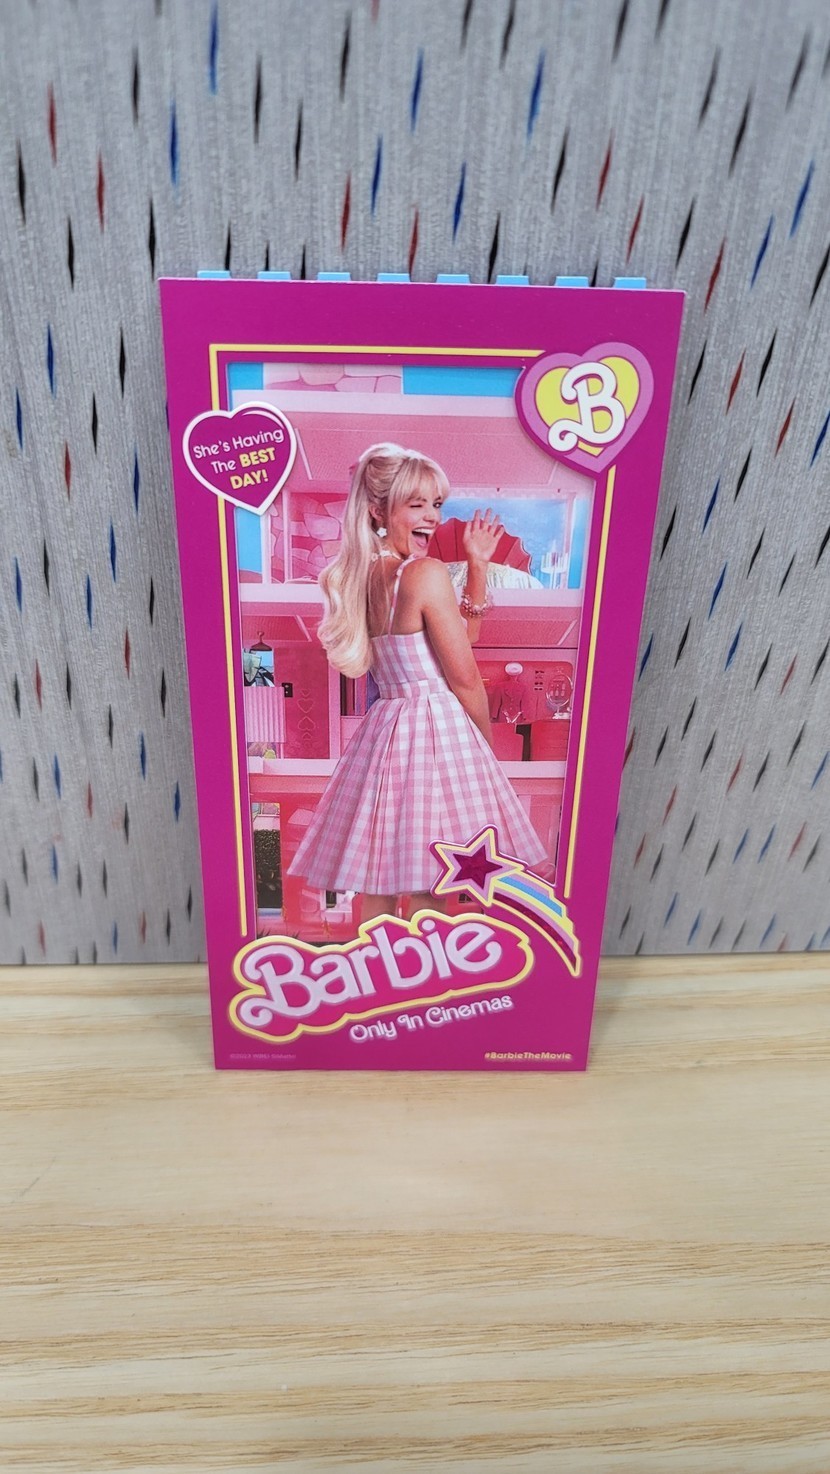 She's Having
The BEST
DAY!
B
Barbie
Only In Cinemas
#BarbieTheMovie